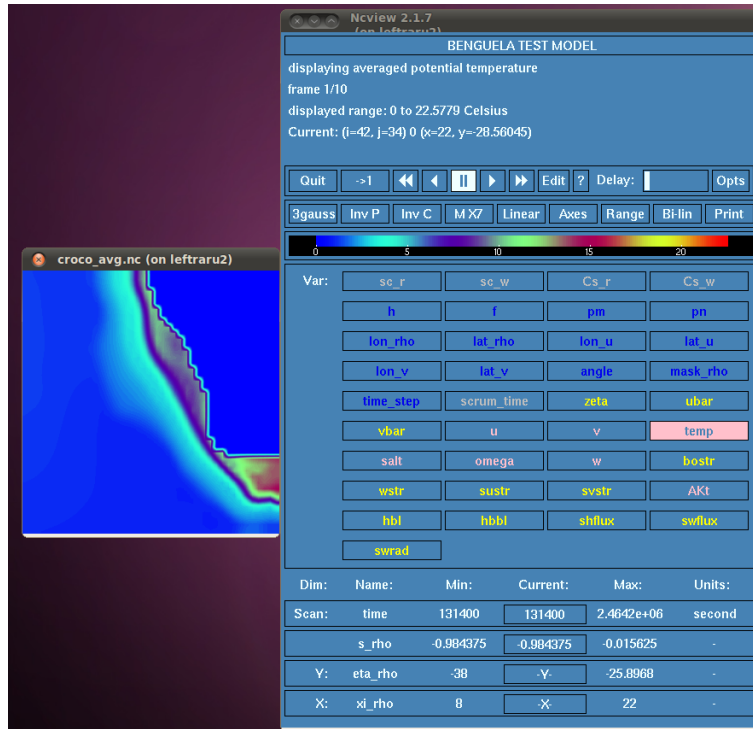 Ncview 2.1.7
(on leftraru2)
BENGUELA TEST MODEL
displaying averaged potential temperature
frame 1/10
displayed range: 0 to 22.5779 Celsius
Current: (i=42, j=34) 0 (x=22, y=-28.56045)
Quit ->1 Edit ? Delay: Opts
3gauss Inv P Inv C M X7 Linear Axes Range Bi-lin Print
0 5 10 15 20
croco_avg.nc (on leftraru2)
Var: sc_r sc_w Cs_r Cs_w
h f pm pn
lon_rho lat_rho lon_u lat_u
lon_v lat_v angle mask_rho
time_step scrum_time zeta ubar
vbar u v temp
salt omega w bostr
wstr sustr svstr AKt
hbl hbbl shflux swflux
swrad
Dim: Name: Min: Current: Max: Units:
Scan: time 131400 131400 2.4642e+06 second
s_rho -0.984375 -0.984375 -0.015625 -
Y: eta_rho -38 -Y- -25.8968 -
X: xi_rho 8 -X- 22 -